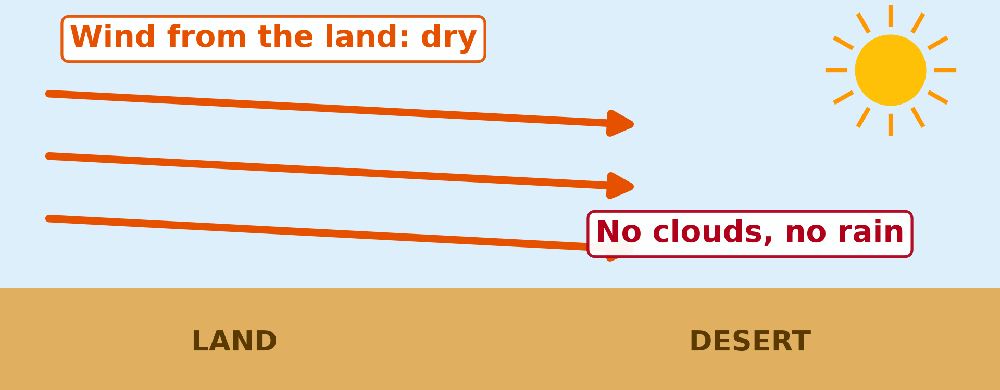 Wind from the land: dry
No clouds, no rain
LAND
DESERT